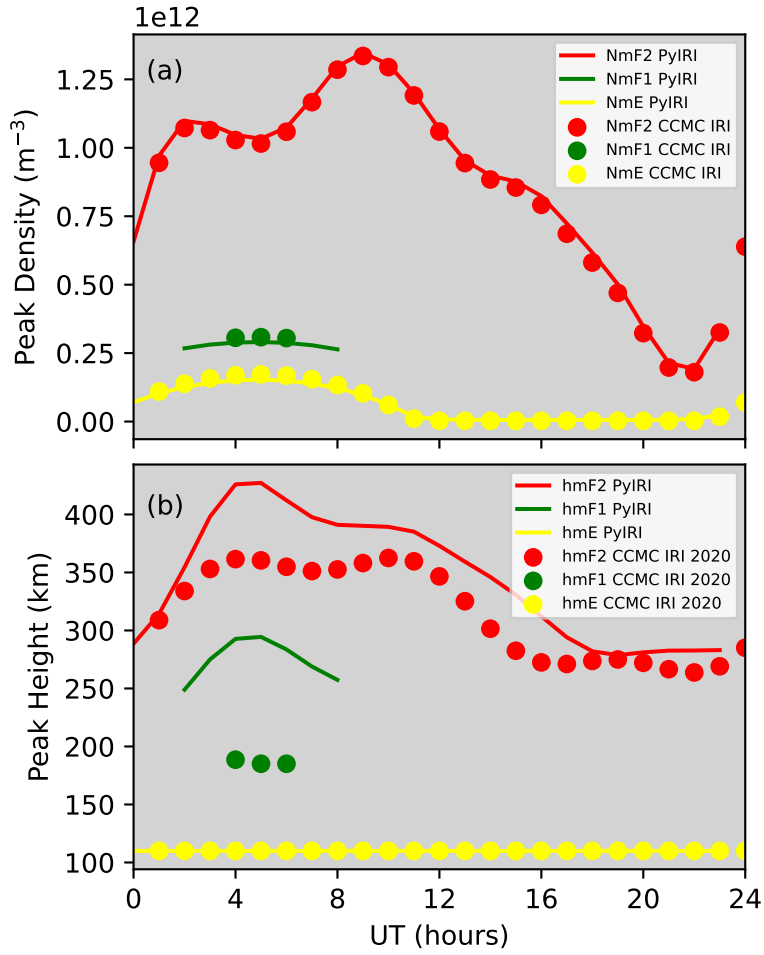 1e12
(a)
NmF2 PyIRI
NmF1 PyIRI
NmE PyIRI
NmF2 CCMC IRI
NmF1 CCMC IRI
NmE CCMC IRI
1.25
1.00
0.75
0.50
0.25
0.00
Peak Density (m⁻³)
(b)
hmF2 PyIRI
hmF1 PyIRI
hmE PyIRI
hmF2 CCMC IRI 2020
hmF1 CCMC IRI 2020
hmE CCMC IRI 2020
400
350
300
250
200
150
100
Peak Height (km)
0 4 8 12 16 20 24
UT (hours)